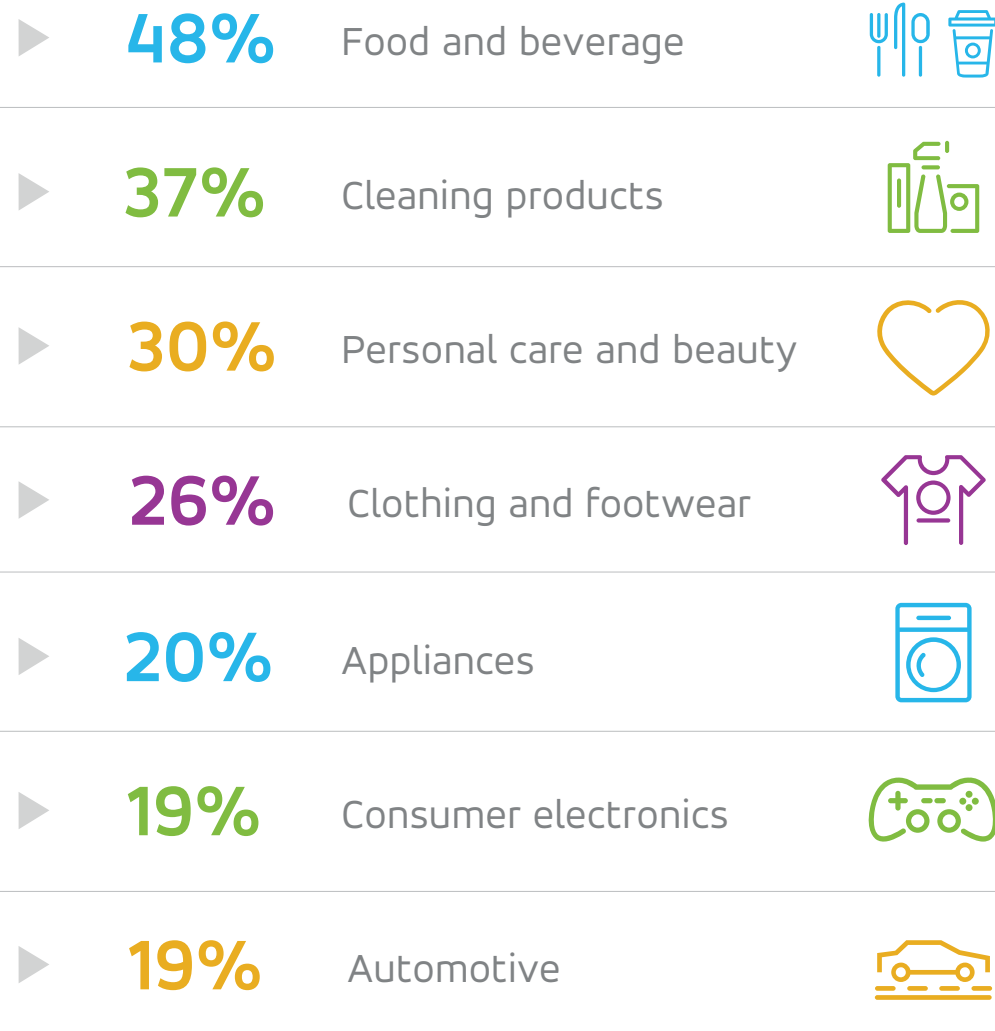 48% Food and beverage
37% Cleaning products
30% Personal care and beauty
26% Clothing and footwear
20% Appliances
19% Consumer electronics
19% Automotive